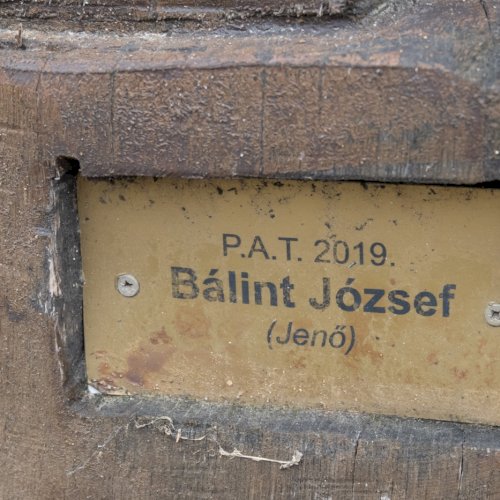 P.A.T. 2019.
Bálint József
(Jenő)